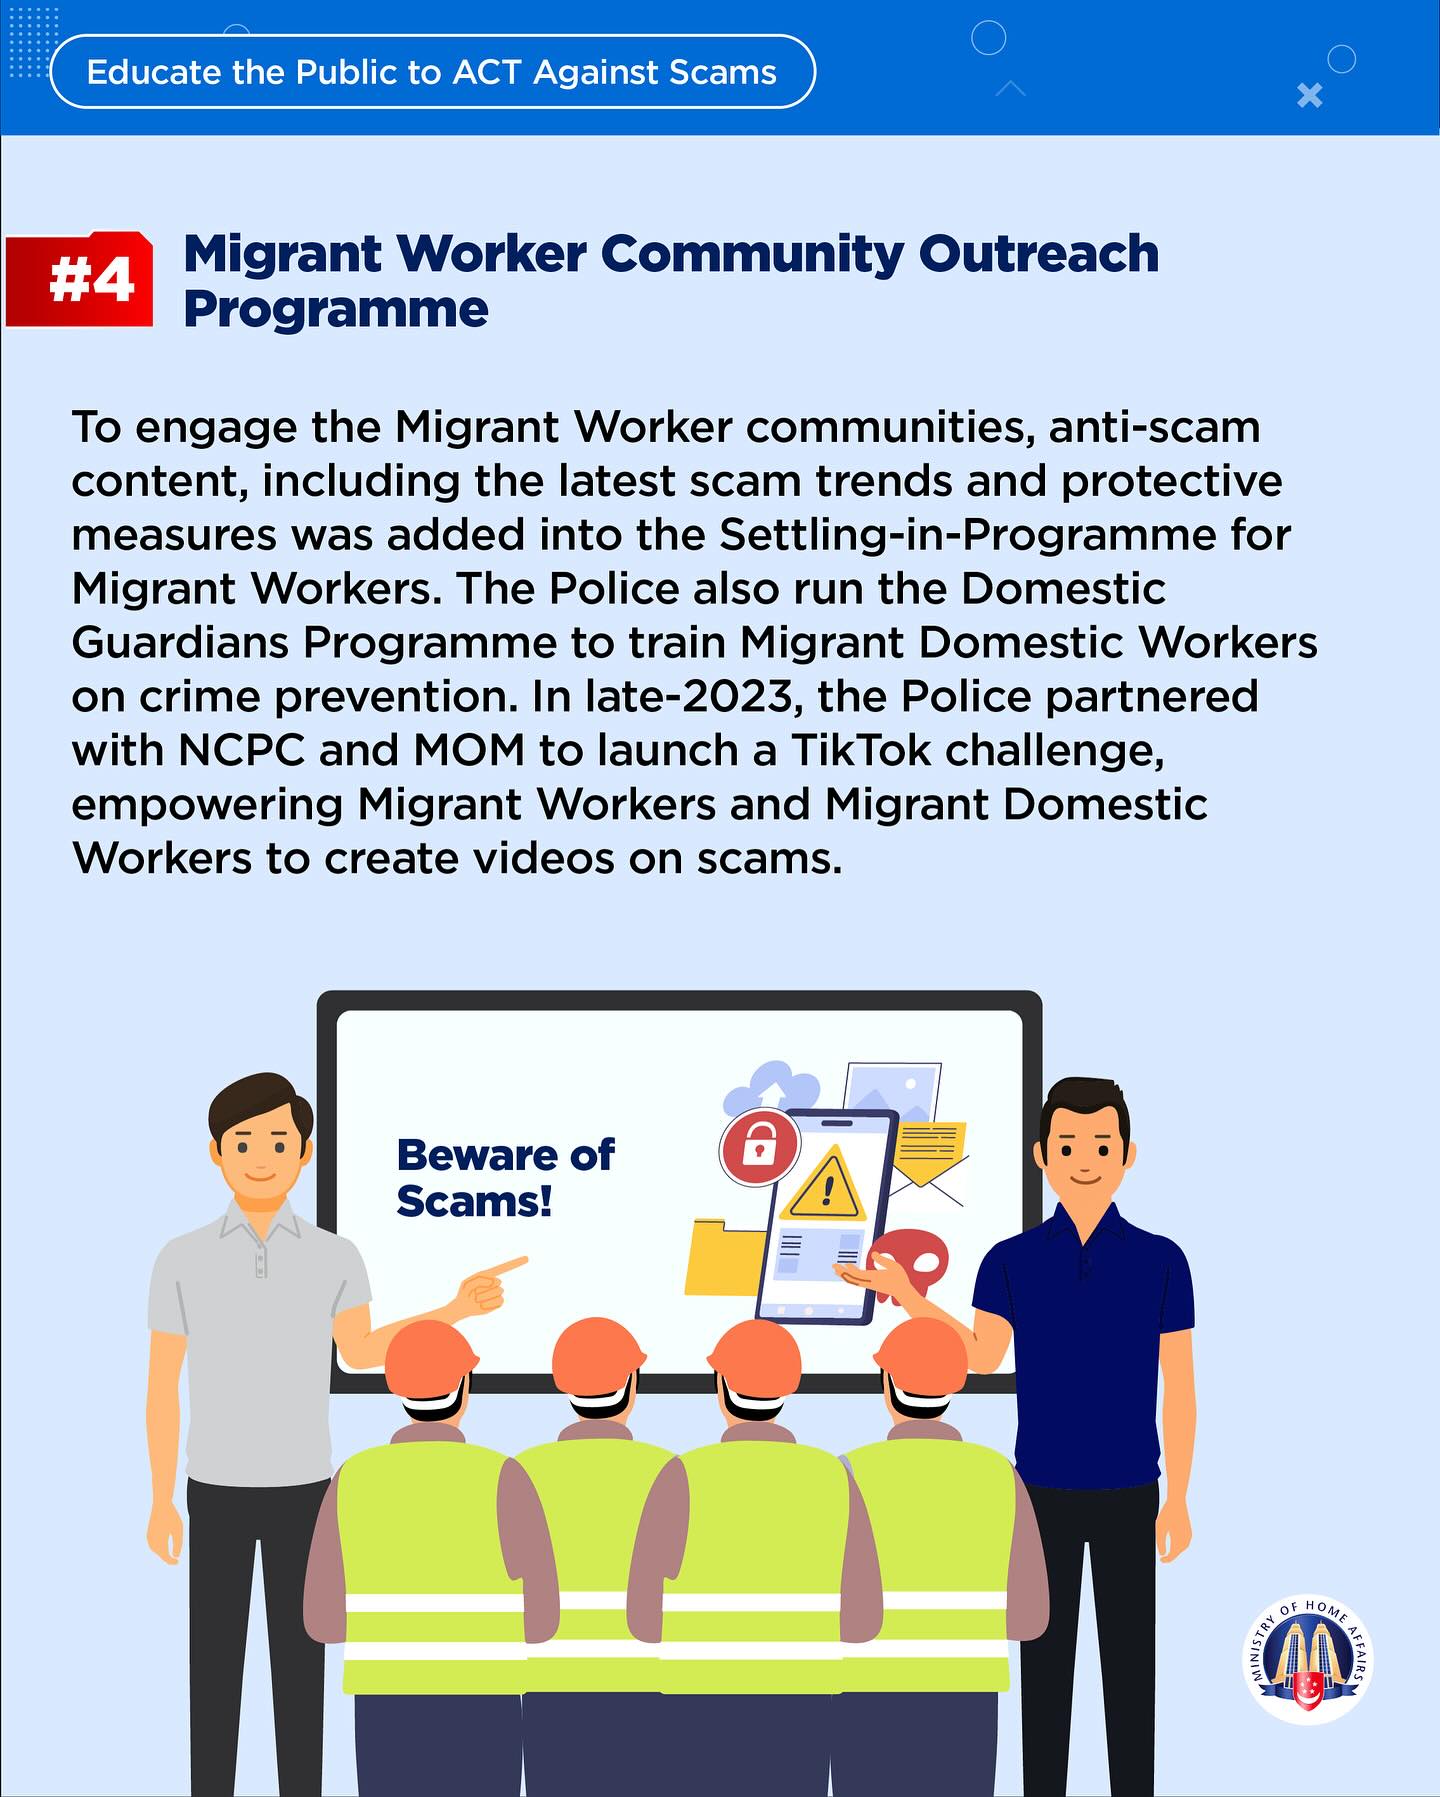 Educate the Public to ACT Against Scams
#4
Migrant Worker Community Outreach
Programme
To engage the Migrant Worker communities, anti-scam
content, including the latest scam trends and protective
measures was added into the Settling-in-Programme for
Migrant Workers. The Police also run the Domestic
Guardians Programme to train Migrant Domestic Workers
on crime prevention. In late-2023, the Police partnered
with NCPC and MOM to launch a TikTok challenge,
empowering Migrant Workers and Migrant Domestic
Workers to create videos on scams.
Beware of
Scams!
!
MINISTRY OF HOME AFFAIRS